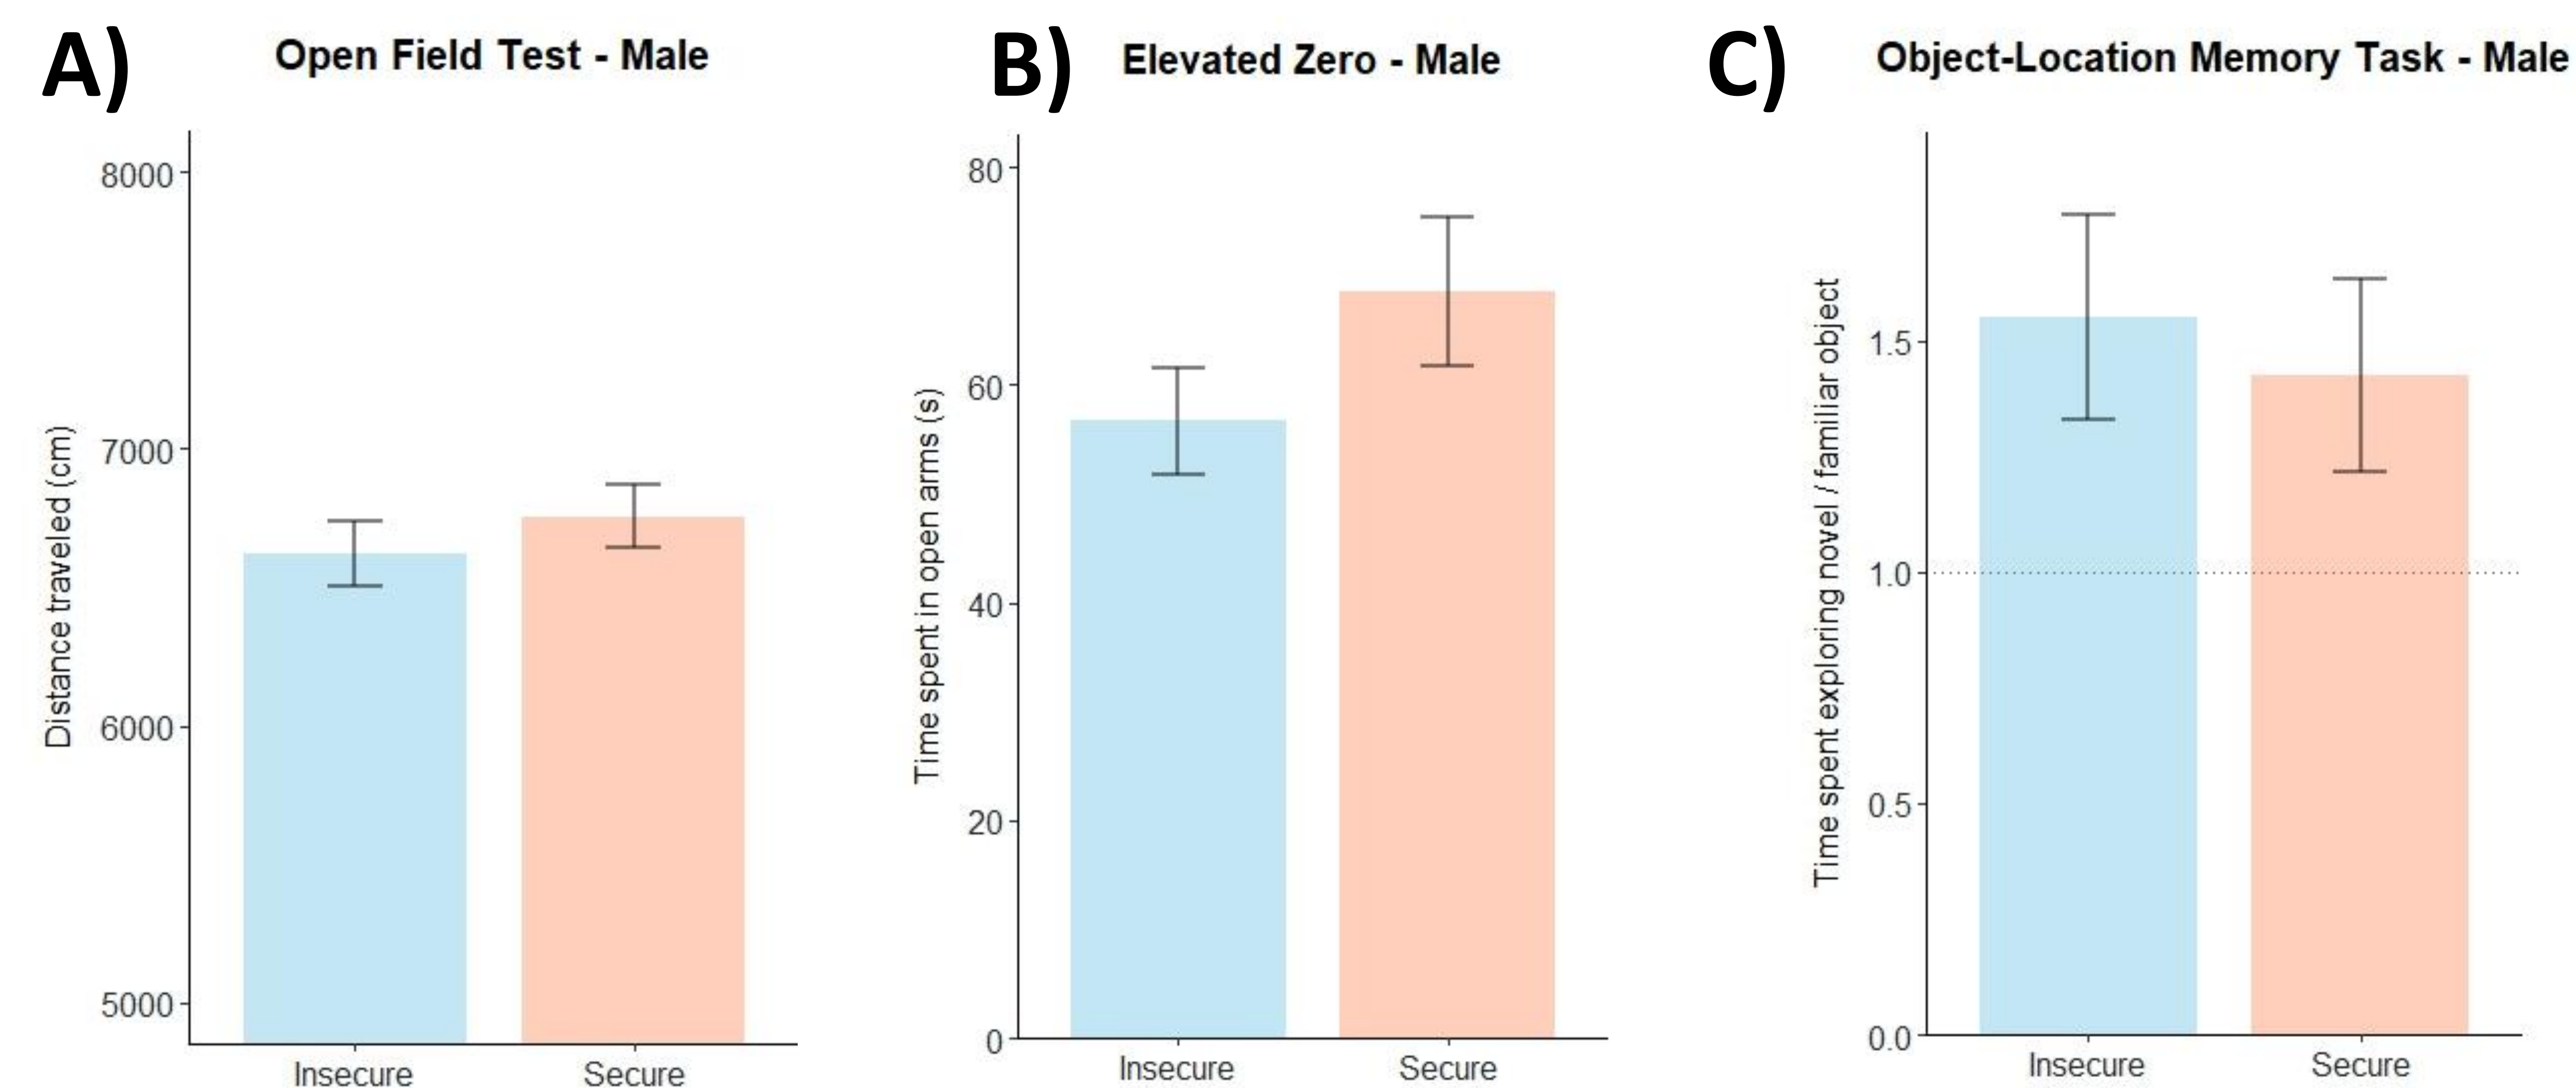 A)
Open Field Test - Male
Distance traveled (cm)
8000
7000
6000
5000
Insecure
Secure
B)
Elevated Zero - Male
Time spent in open arms (s)
80
60
40
20
0
Insecure
Secure
C)
Object-Location Memory Task - Male
Time spent exploring novel / familiar object
1.5
1.0
0.5
0.0
Insecure
Secure